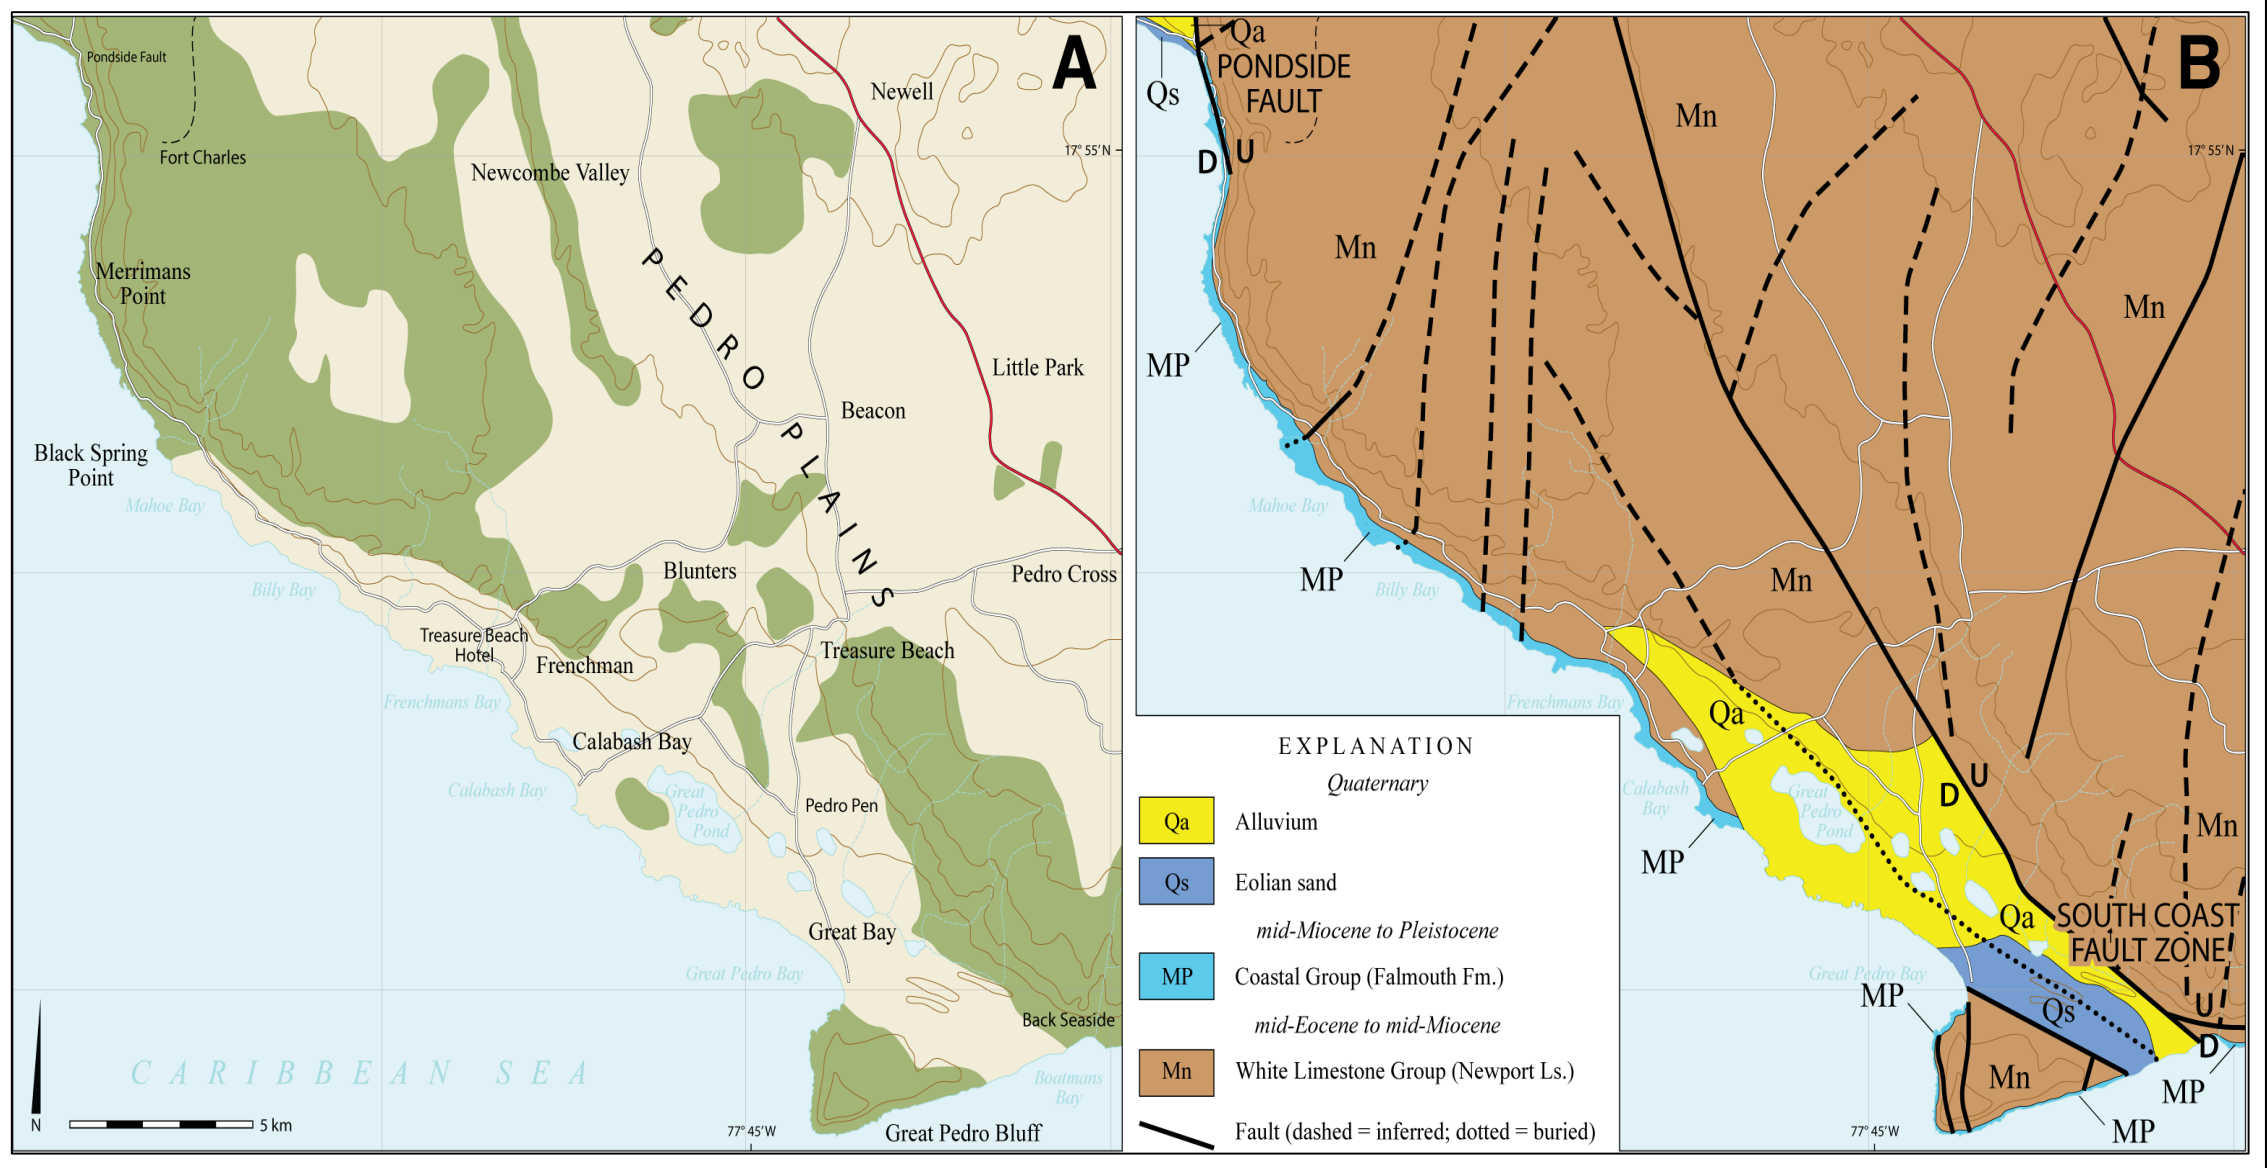 A
Pondside Fault
Newell
17° 55’ N
Fort Charles
Newcombe Valley
Merrimans
Point
PEDRO PLAINS
Little Park
Beacon
Black Spring
Point
Mahoe Bay
Blunters
Pedro Cross
Billy Bay
Treasure Beach
Hotel
Frenchman
Treasure Beach
Frenchmans Bay
Calabash Bay
Calabash Bay
Great
Pedro
Pond
Pedro Pen
Great Bay
Great Pedro Bay
Back Seaside
CARIBBEAN SEA
Boatmans
Bay
N
5 km
77° 45’ W
Great Pedro Bluff
B
Qa
PONDSIDE
FAULT
Qs
Mn
17° 55’ N
D
U
Mn
Mn
MP
Mahoe Bay
MP
Billy Bay
Mn
Frenchmans Bay
Qa
Calabash
Bay
Great
Pedro
Pond
U
D
Mn
MP
Qa
SOUTH COAST
FAULT ZONE
Great Pedro Bay
MP
Qs
U
D
Mn
MP
MP
77° 45’ W
EXPLANATION
Quaternary
Qa Alluvium
Qs Eolian sand
mid-Miocene to Pleistocene
MP Coastal Group (Falmouth Fm.)
mid-Eocene to mid-Miocene
Mn White Limestone Group (Newport Ls.)
Fault (dashed = inferred; dotted = buried)